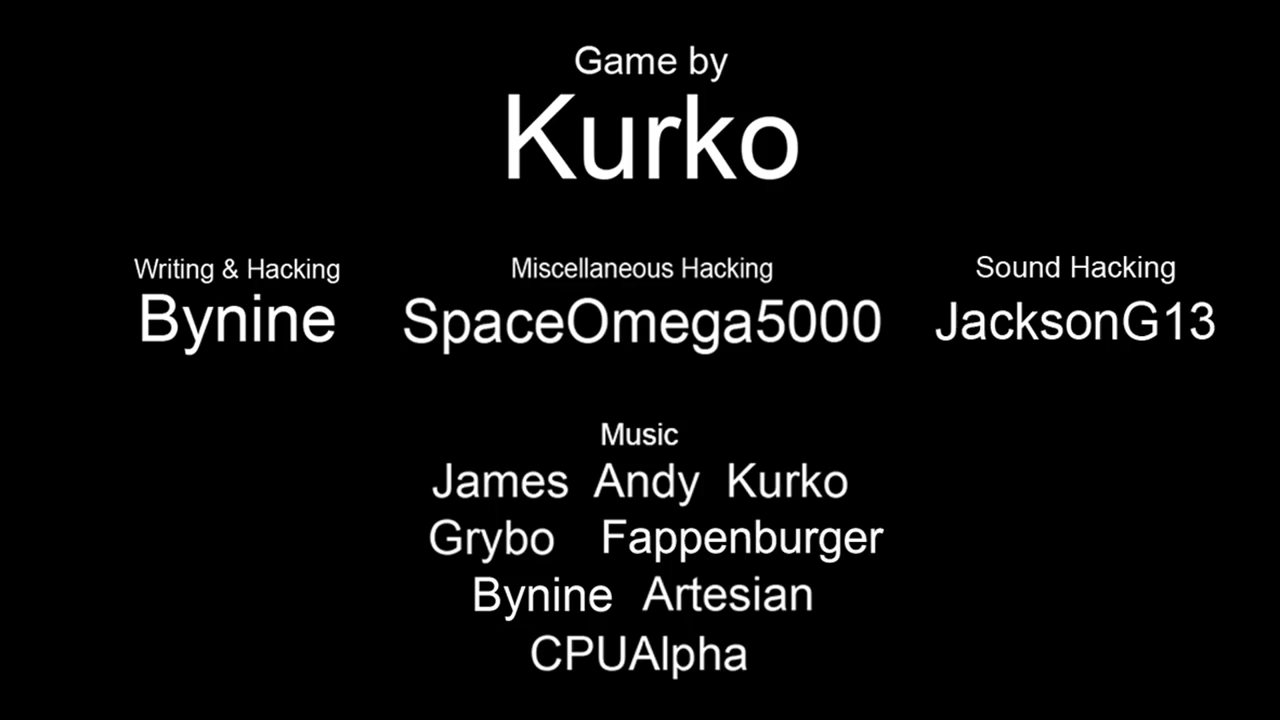 Game by
Kurko
Writing & Hacking
Bynine
Miscellaneous Hacking
SpaceOmega5000
Sound Hacking
JacksonG13
Music
James Andy Kurko
Grybo Fappenburger
Bynine Artesian
CPUAlpha